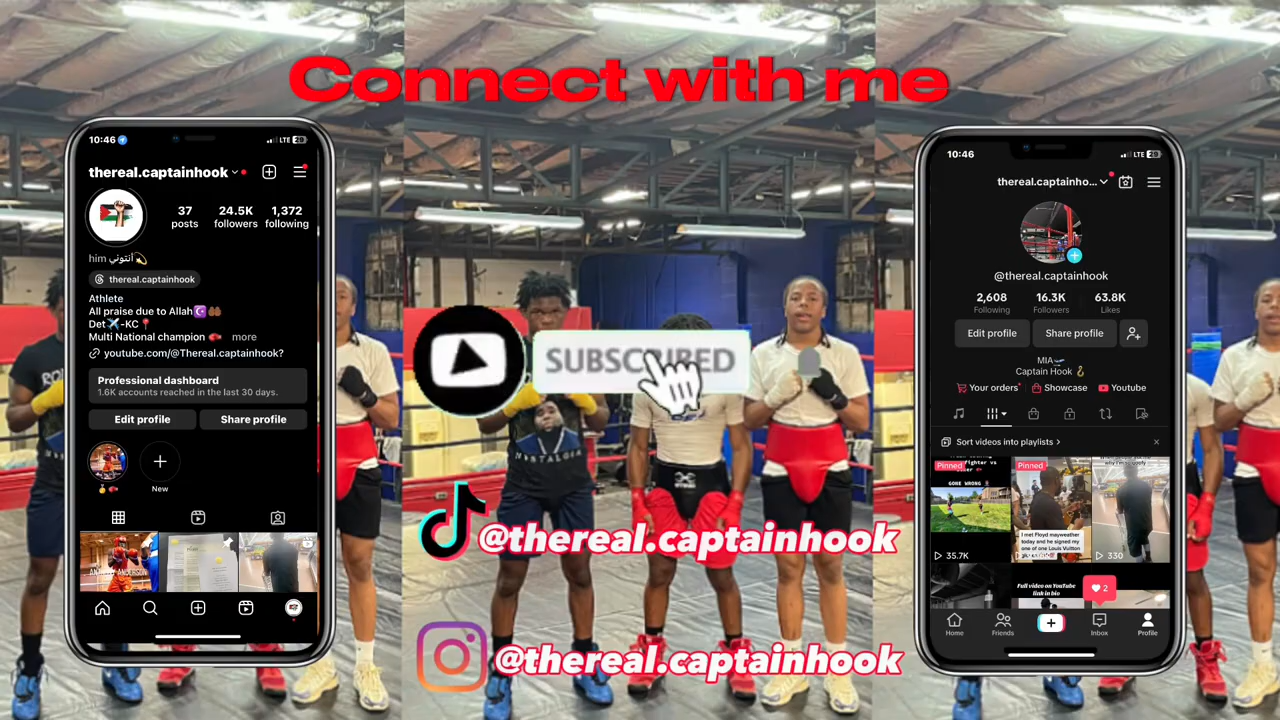 Connect with me
10:46
LTE 29
thereal.captainhook
37
posts
24.5K
followers
1,372
following
him أنتوني
thereal.captainhook
Athlete
All praise due to Allah
Det -KC
Multi National champion more
youtube.com/@Thereal.captainhook?
Professional dashboard
1.6K accounts reached in the last 30 days.
Edit profile
Share profile
New
SUBSCRIBED
@thereal.captainhook
@thereal.captainhook
10:46
LTE
thereal.captainho...
@thereal.captainhook
2,608
Following
16.3K
Followers
63.8K
Likes
Edit profile
Share profile
MIA
Captain Hook
Your orders
Showcase
Youtube
Sort videos into playlists
Pinned
GONE WRONG
35.7K
Pinned
I met Floyd mayweather
today and he signed my
one of one Louis Vuitton
330
Full video on YouTube
link in bio
2
Home
Friends
Inbox
Profile